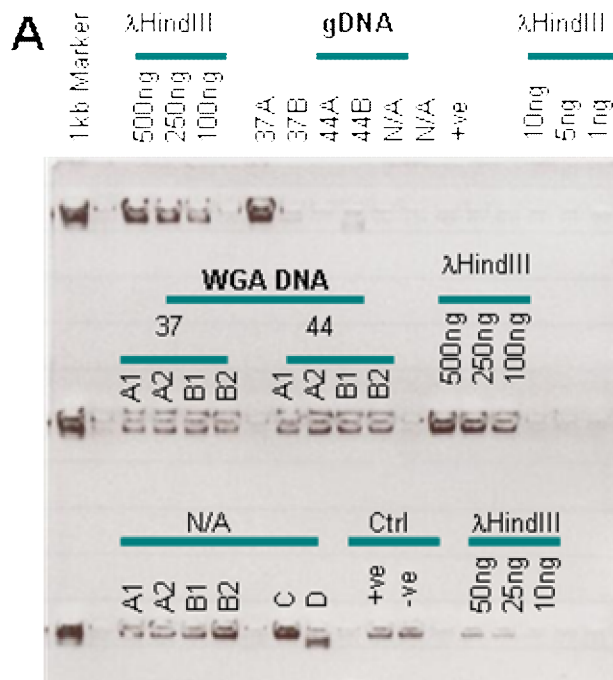 A
λHindIII gDNA λHindIII
1kb Marker 500ng 250ng 100ng 37A 37B 44A 44B N/A N/A +ve 10ng 5ng 1ng
WGA DNA λHindIII
37 44
A1 A2 B1 B2 A1 A2 B1 B2 500ng 250ng 100ng
N/A Ctrl λHindIII
A1 A2 B1 B2 C D +ve -ve 50ng 25ng 10ng